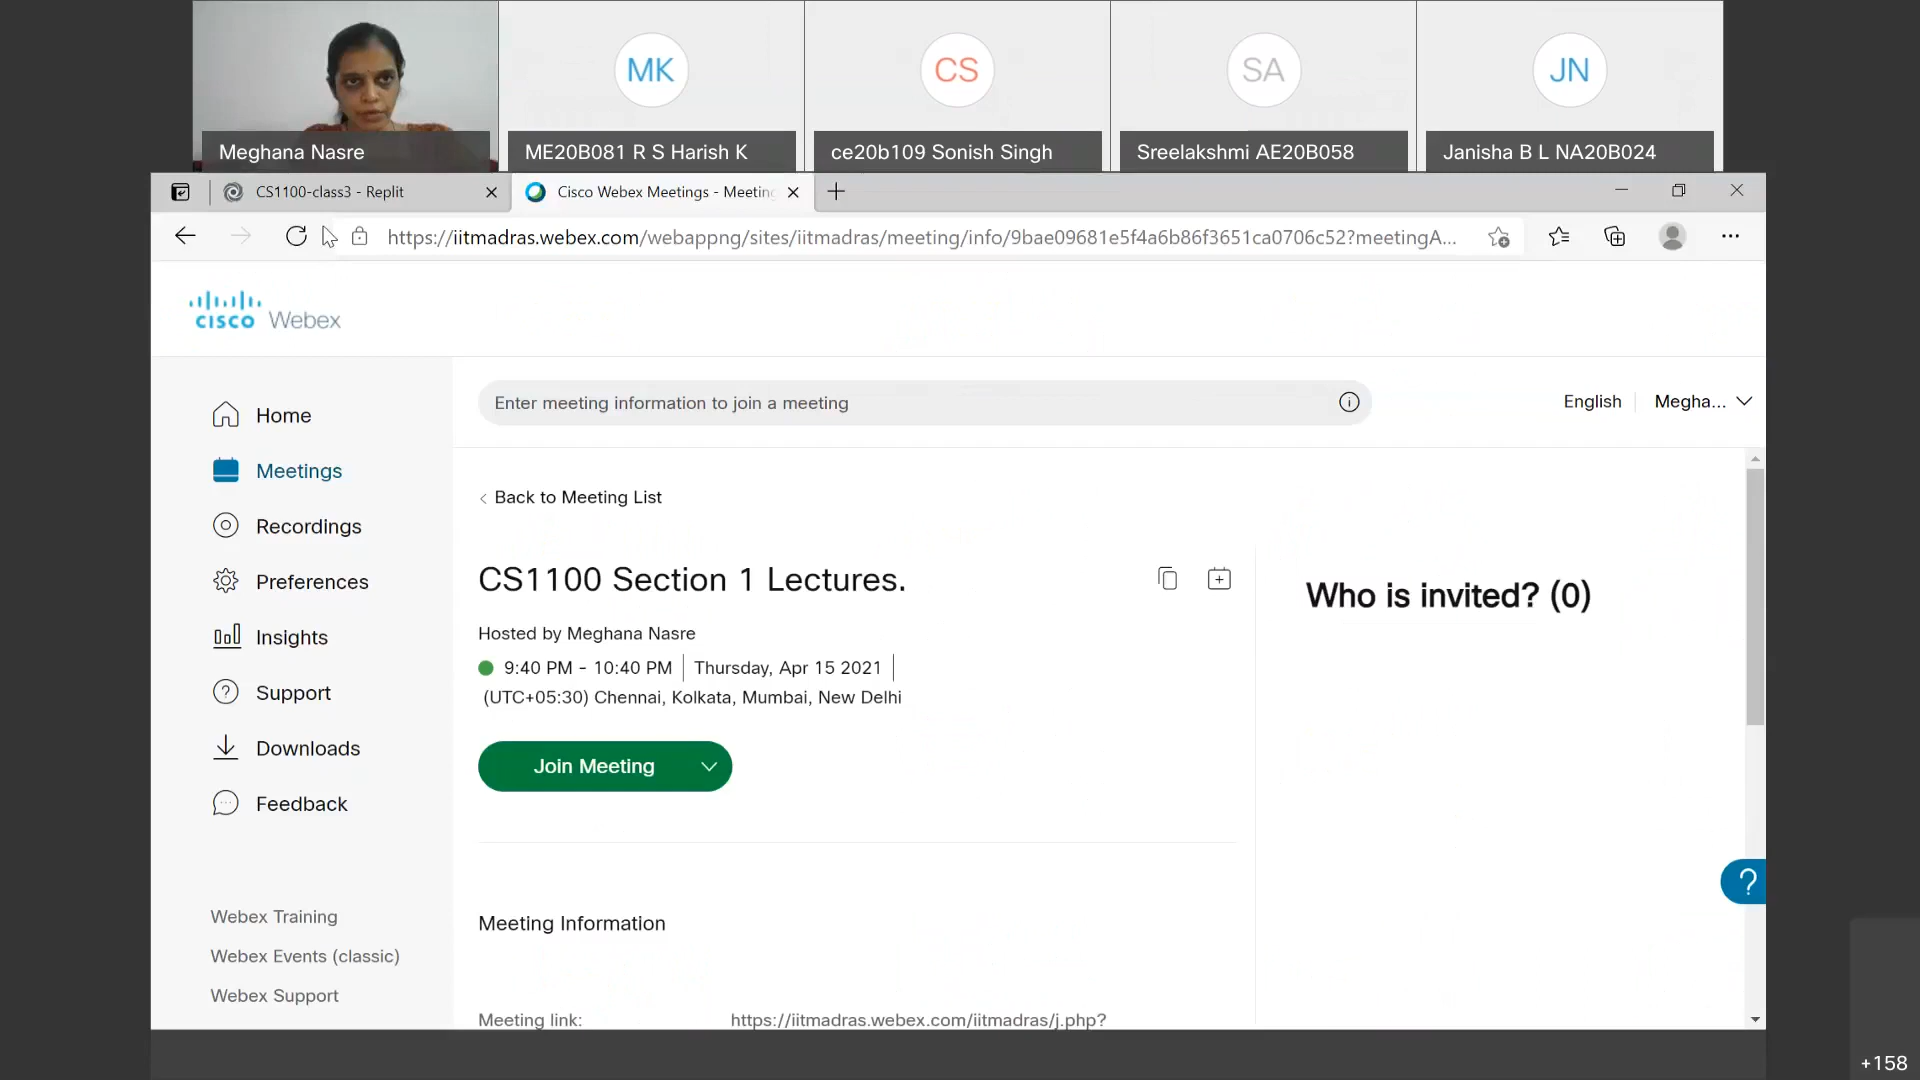 MK
CS
SA
JN
Meghana Nasre
ME20B081 R S Harish K
ce20b109 Sonish Singh
Sreelakshmi AE20B058
Janisha B L NA20B024
CS1100-class3 - Replit
Cisco Webex Meetings - Meeting
https://iitmadras.webex.com/webappng/sites/iitmadras/meeting/info/9bae09681e5f4a6b86f3651ca0706c52?meetingA...
CISCO Webex
Enter meeting information to join a meeting
English
Megha...
Home
Meetings
Recordings
Preferences
Insights
Support
Downloads
Feedback
Webex Training
Webex Events (classic)
Webex Support
Back to Meeting List
CS1100 Section 1 Lectures.
Hosted by Meghana Nasre
9:40 PM - 10:40 PM | Thursday, Apr 15 2021 |
(UTC+05:30) Chennai, Kolkata, Mumbai, New Delhi
Join Meeting
Meeting Information
Meeting link: https://iitmadras.webex.com/iitmadras/j.php?
Who is invited? (0)
?
+158